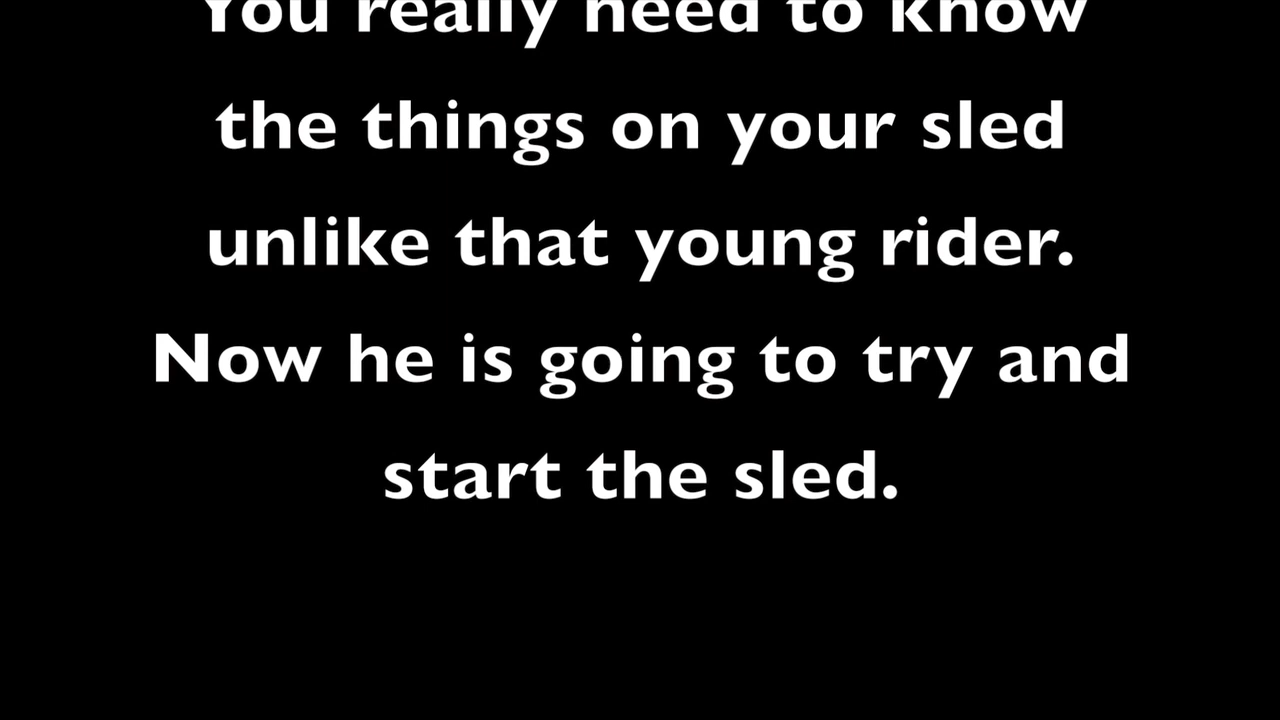 You really need to know
the things on your sled
unlike that young rider.
Now he is going to try and
start the sled.